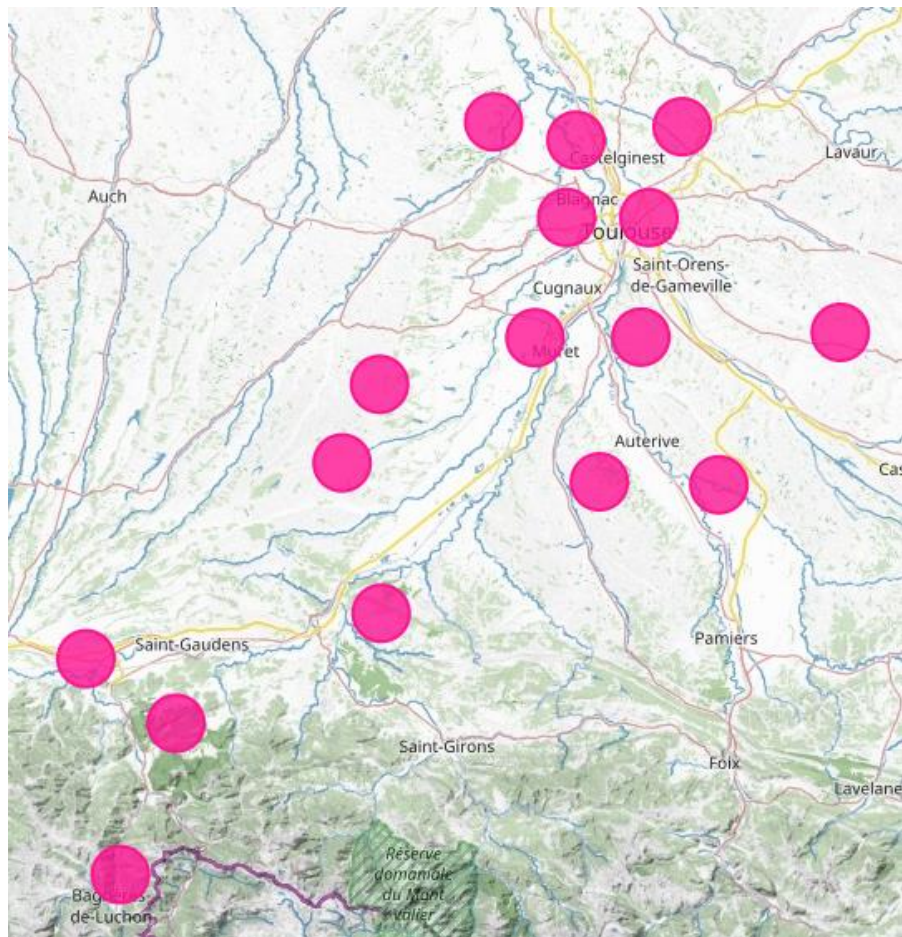 Castelginest
Lavaur
Auch
Blagnac
Toulouse
Saint-Orens-
de-Gameville
Cugnaux
Muret
Auterive
Cas
Saint-Gaudens
Pamiers
Saint-Girons
Foix
Lavelane
Réserve
domaniale
du Mont
Valier
Bagnères-
de-Luchon